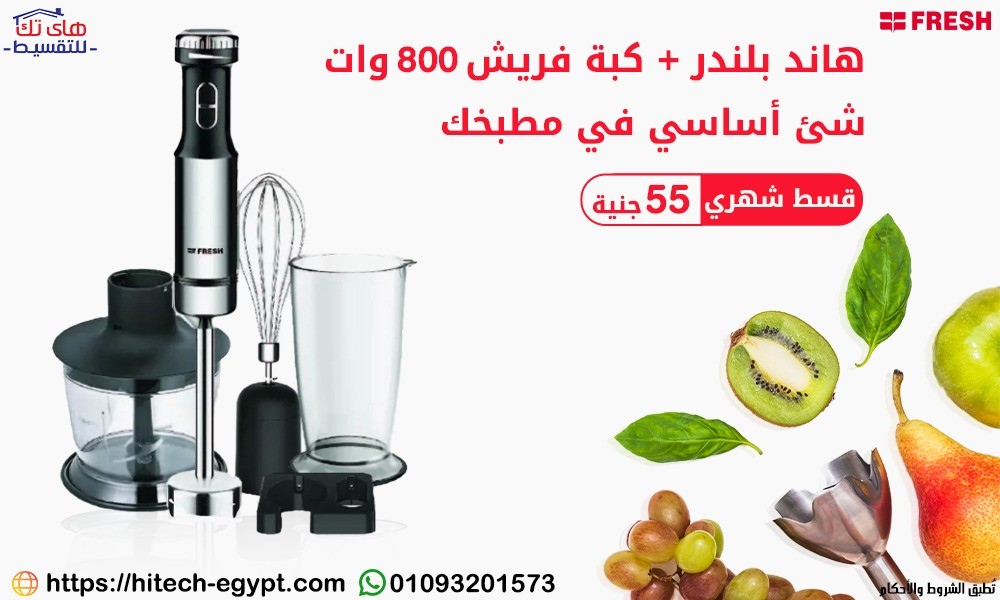 هاى تك
-للتقسيط-
FRESH
هاند بلندر + كبة فريش 800 وات
شئ أساسي في مطبخك
قسط شهري 55 جنية
FRESH
https://hitech-egypt.com 01093201573
تُطبق الشروط والأحكام